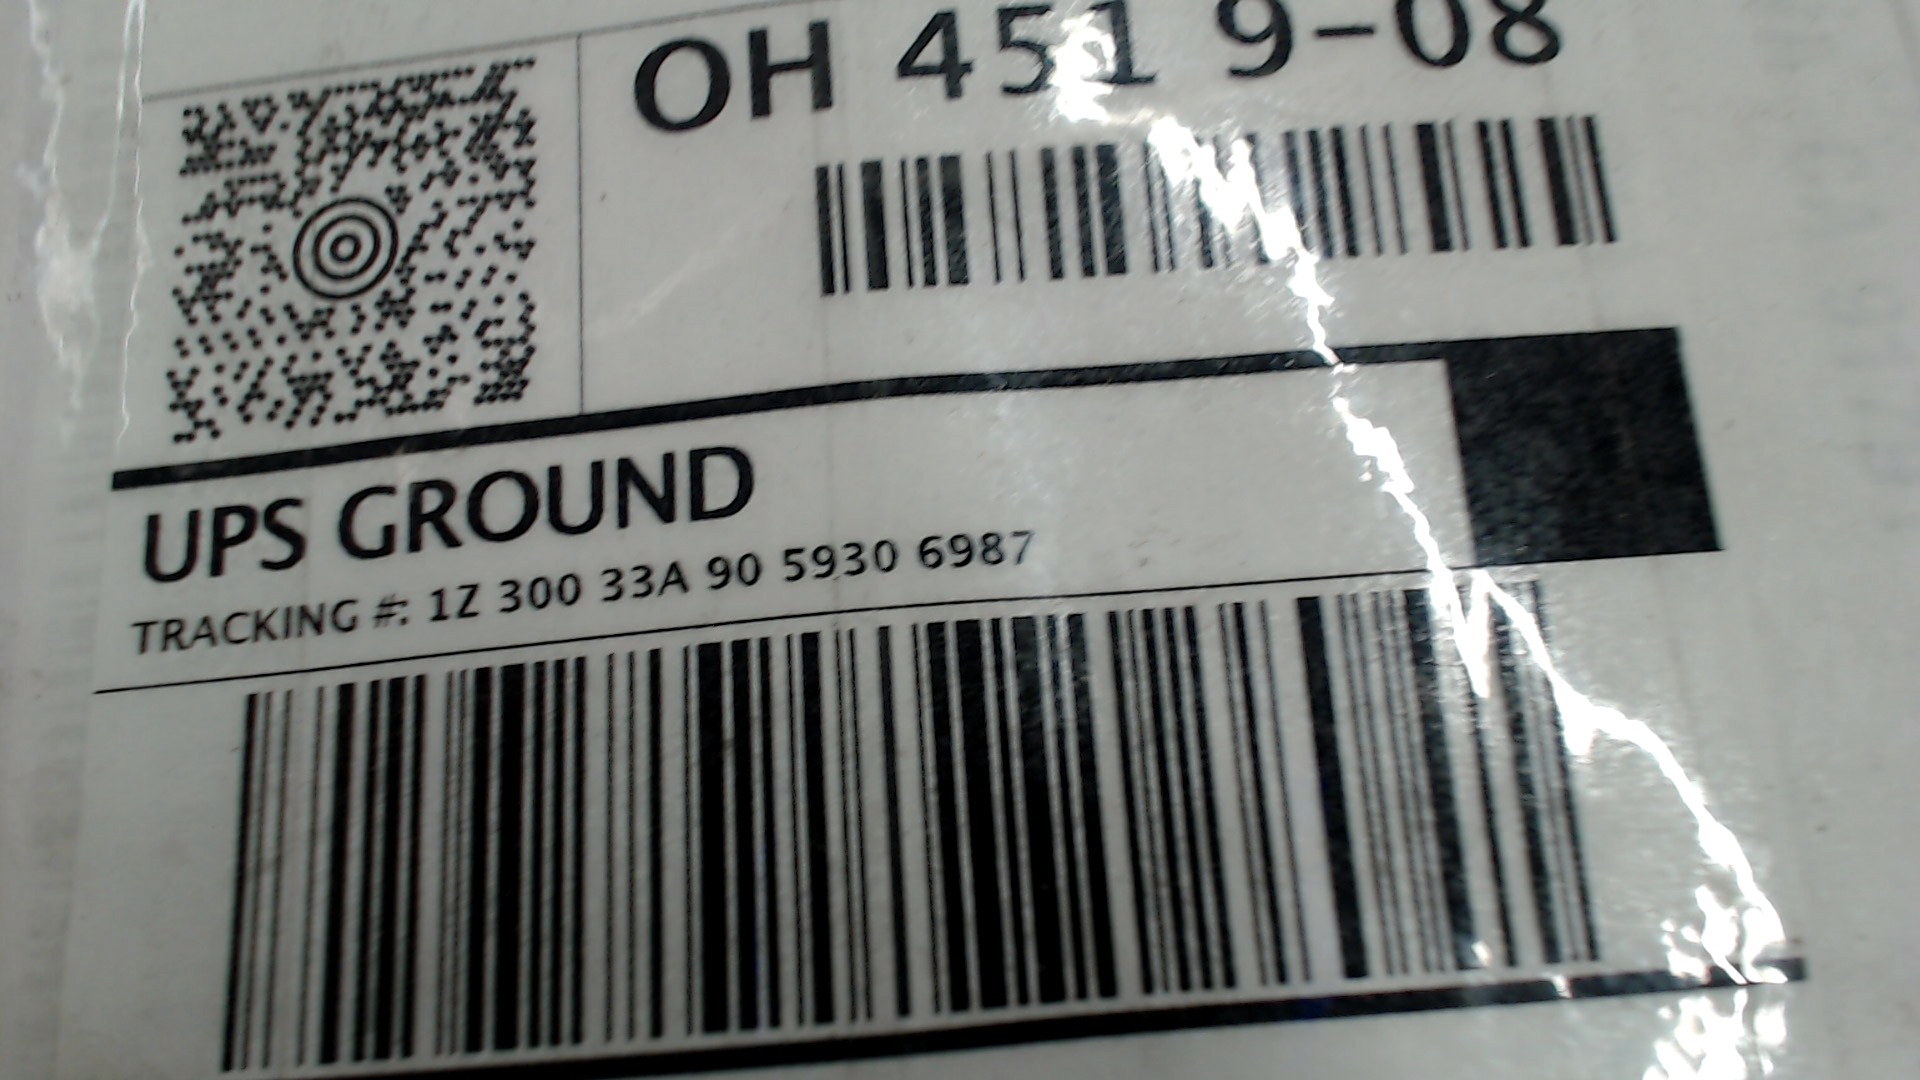 OH 451 9-08
UPS GROUND
TRACKING #: 1Z 300 33A 90 5930 6987